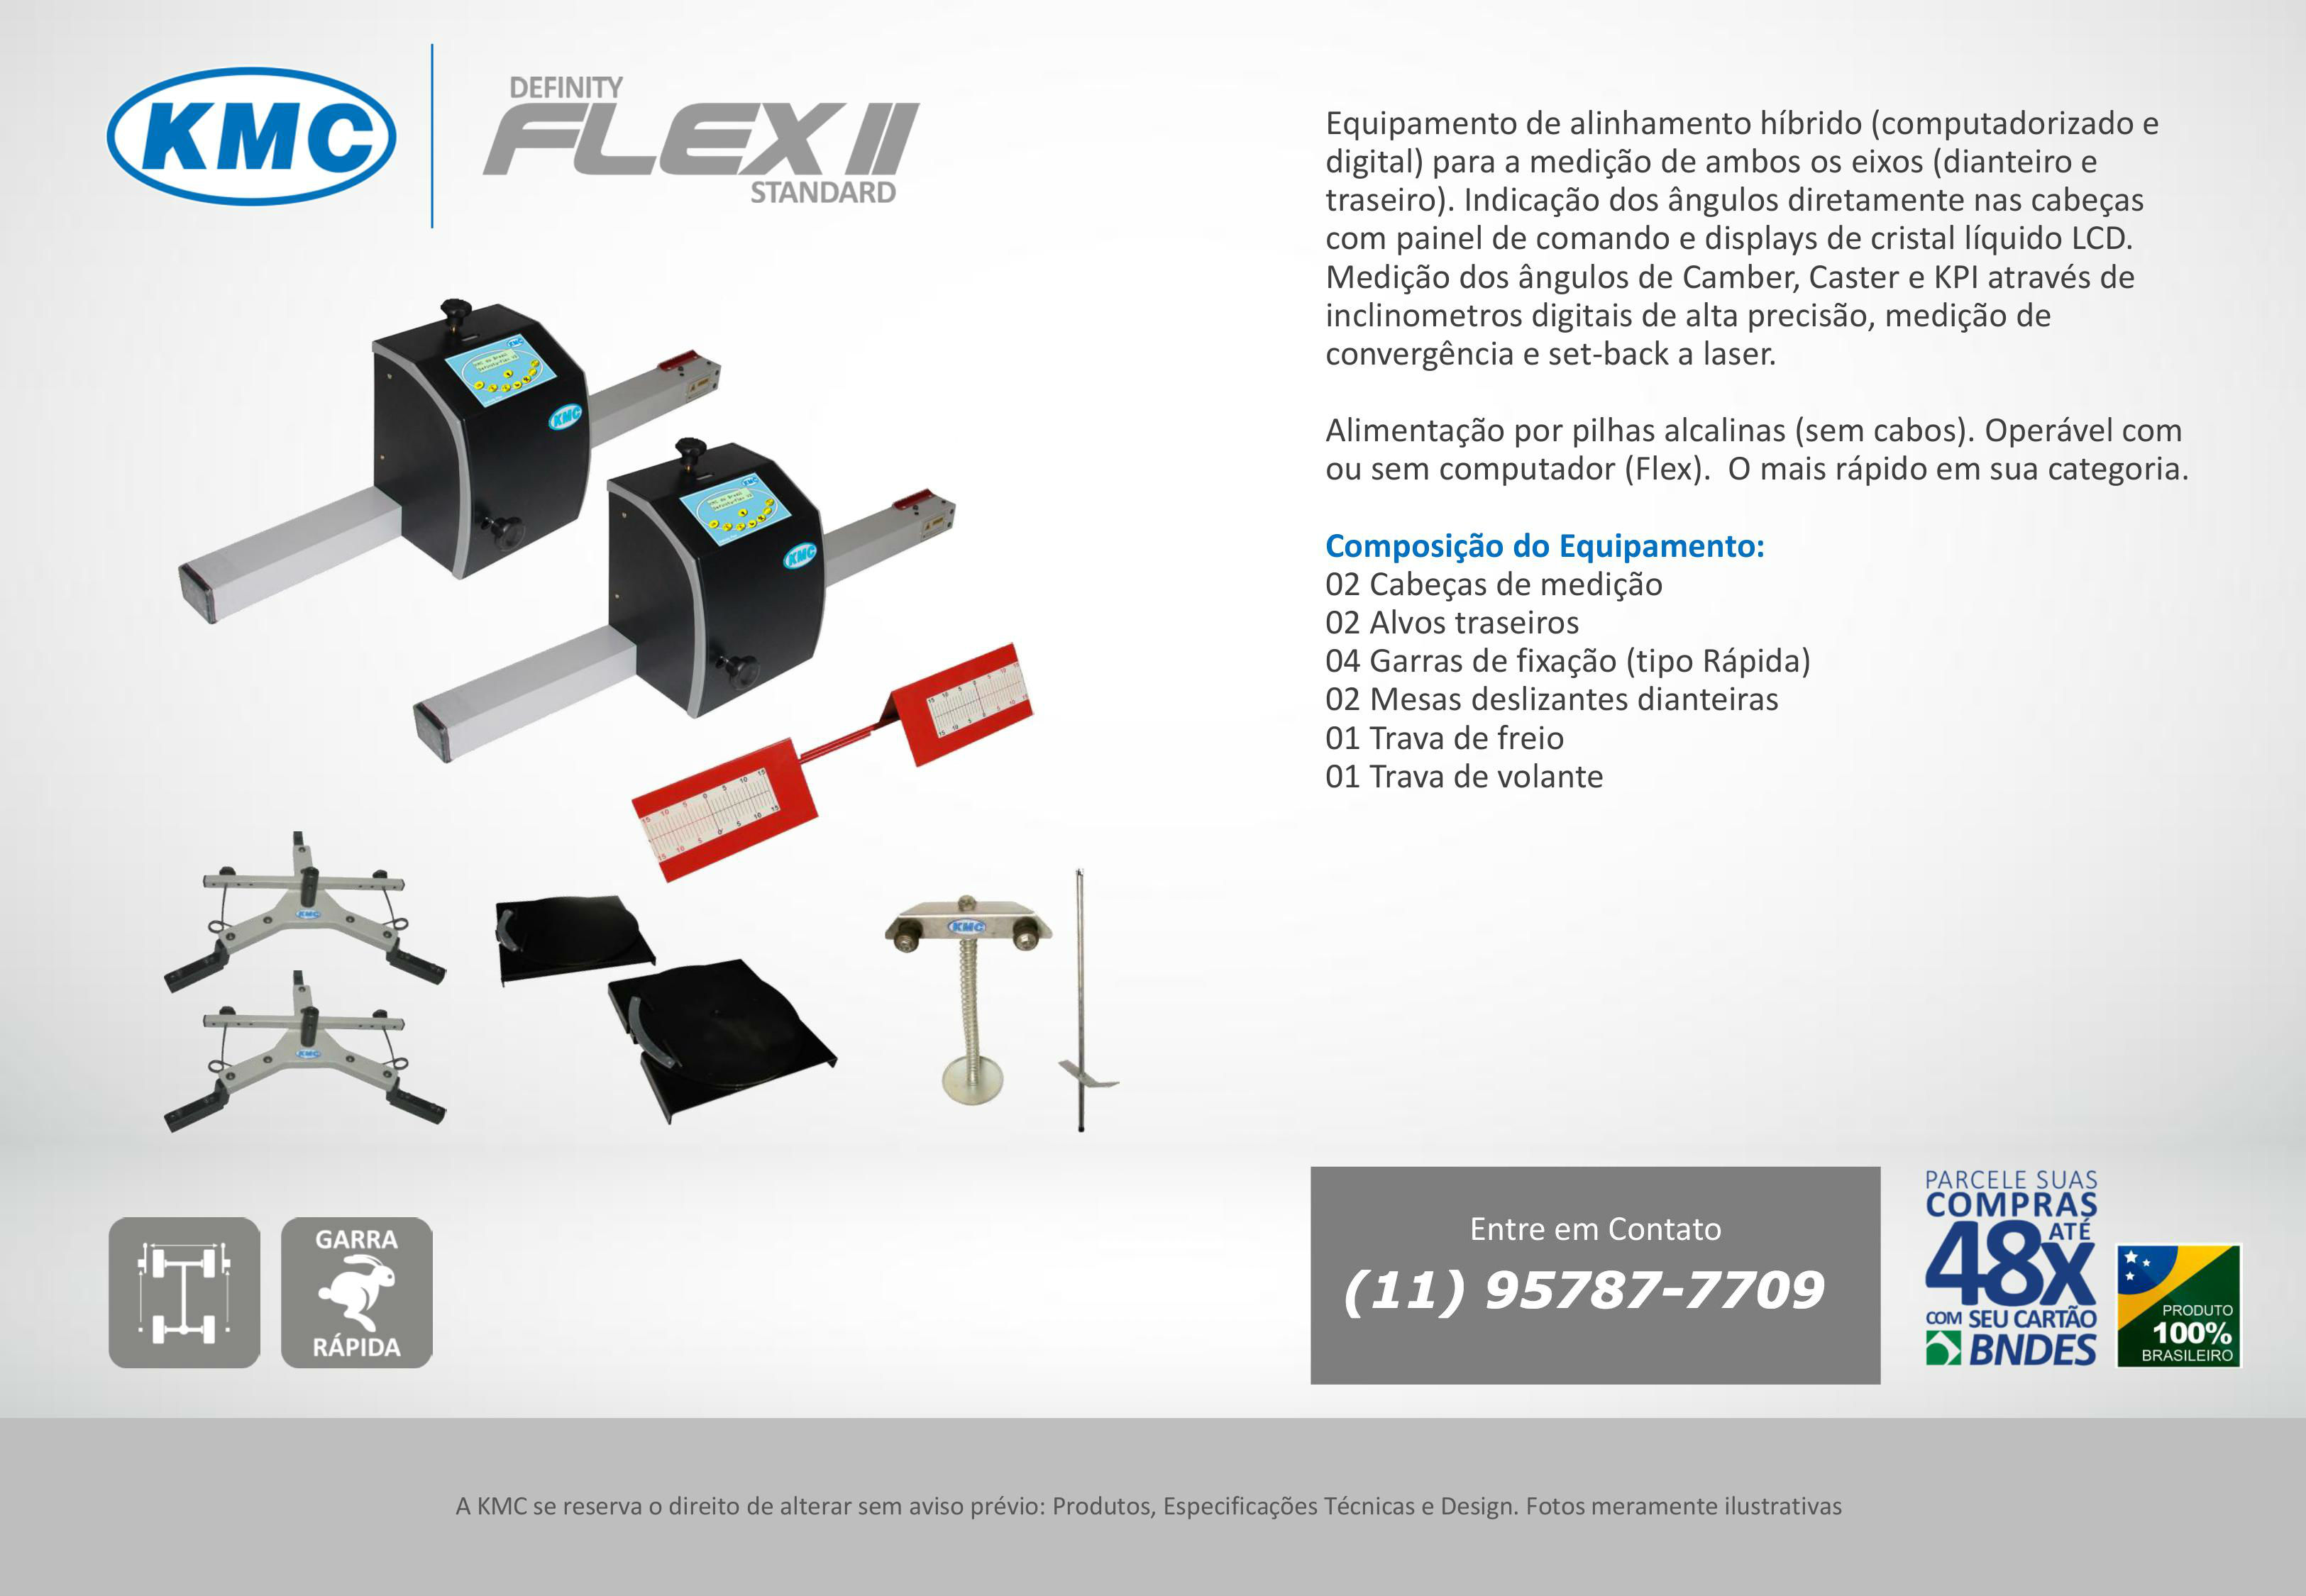 KMC
DEFINITY
FLEX II
STANDARD
Equipamento de alinhamento híbrido (computadorizado e
digital) para a medição de ambos os eixos (dianteiro e
traseiro). Indicação dos ângulos diretamente nas cabeças
com painel de comando e displays de cristal líquido LCD.
Medição dos ângulos de Camber, Caster e KPI através de
inclinometros digitais de alta precisão, medição de
convergência e set-back a laser.
Alimentação por pilhas alcalinas (sem cabos). Operável com
ou sem computador (Flex).  O mais rápido em sua categoria.
Composição do Equipamento:
02 Cabeças de medição
02 Alvos traseiros
04 Garras de fixação (tipo Rápida)
02 Mesas deslizantes dianteiras
01 Trava de freio
01 Trava de volante
KMC
KMC
KMC
KMC
KMC
GARRA
RÁPIDA
Entre em Contato
(11) 95787-7709
PARCELE SUAS
COMPRAS
ATÉ
48X
COM SEU CARTÃO
BNDES
PRODUTO
100%
BRASILEIRO
A KMC se reserva o direito de alterar sem aviso prévio: Produtos, Especificações Técnicas e Design. Fotos meramente ilustrativas